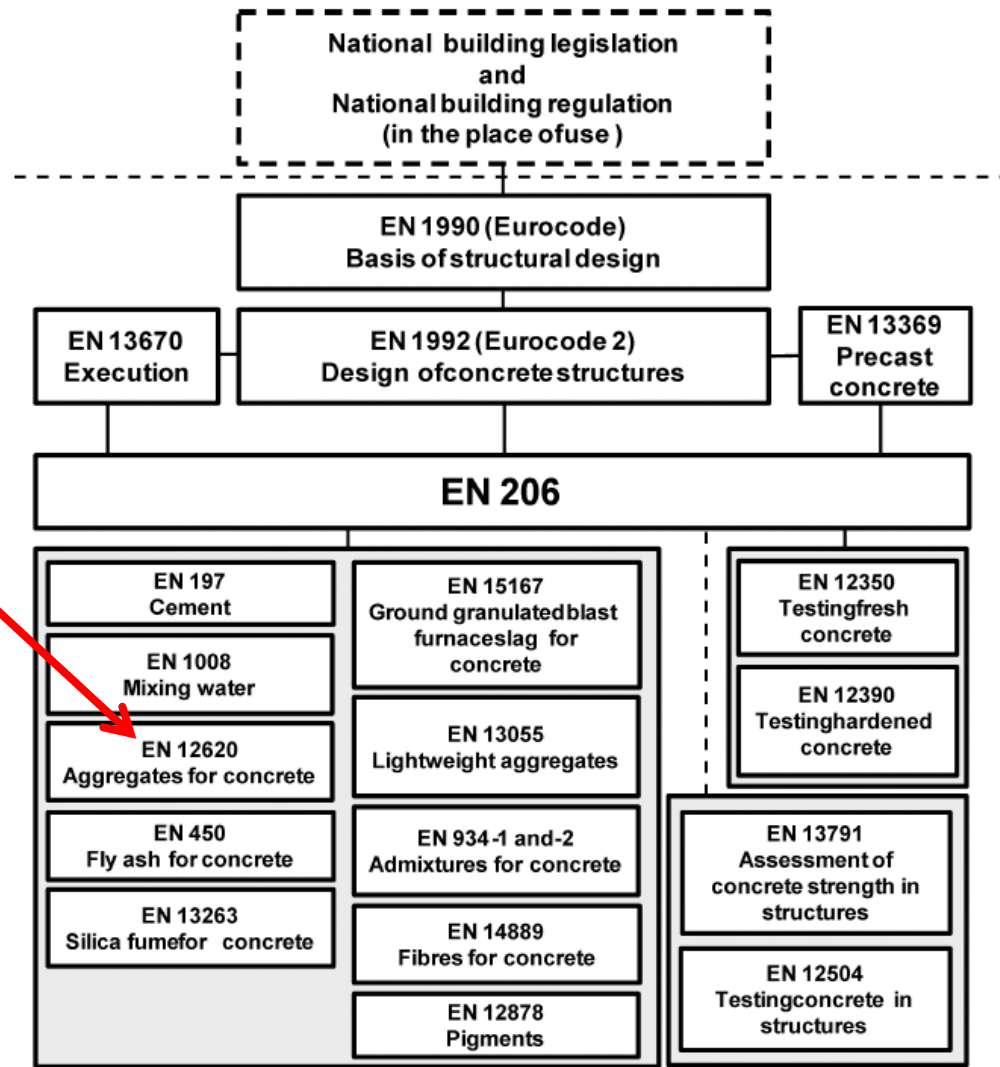 National building legislation
and
National building regulation
(in the place ofuse )
EN 1990 (Eurocode)
Basis of structural design
EN 13670
Execution
EN 1992 (Eurocode 2)
Design ofconcrete structures
EN 13369
Precast
concrete
EN 206
EN 197
Cement
EN 1008
Mixing water
EN 12620
Aggregates for concrete
EN 450
Fly ash for concrete
EN 13263
Silica fumefor concrete
EN 15167
Ground granulatedblast
furnaceslag for
concrete
EN 13055
Lightweight aggregates
EN 934-1 and-2
Admixtures for concrete
EN 14889
Fibres for concrete
EN 12878
Pigments
EN 12350
Testingfresh
concrete
EN 12390
Testinghardened
concrete
EN 13791
Assessment of
concrete strength in
structures
EN 12504
Testingconcrete in
structures